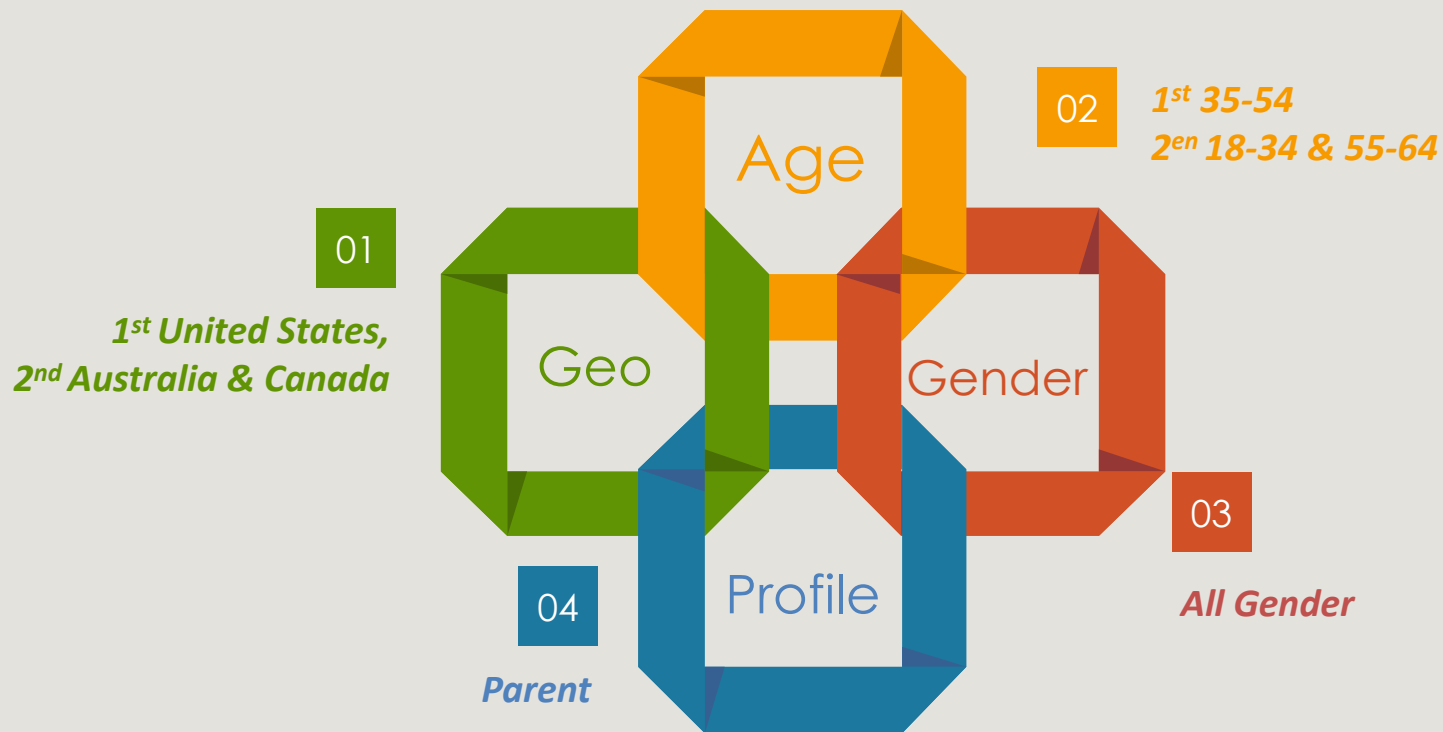 Age
02
1st 35-54
2en 18-34 & 55-64
01
1st United States,
2nd Australia & Canada
Geo
Gender
03
All Gender
04
Profile
Parent